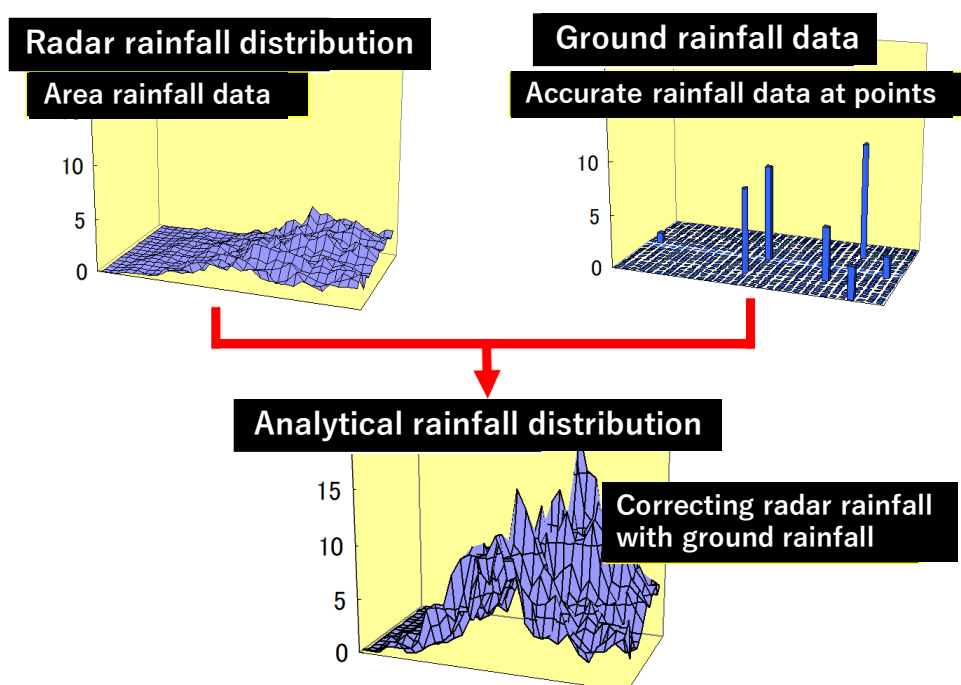 Radar rainfall distribution
Area rainfall data
10
5
0
Ground rainfall data
Accurate rainfall data at points
10
5
0
Analytical rainfall distribution
15
10
5
0
Correcting radar rainfall
with ground rainfall